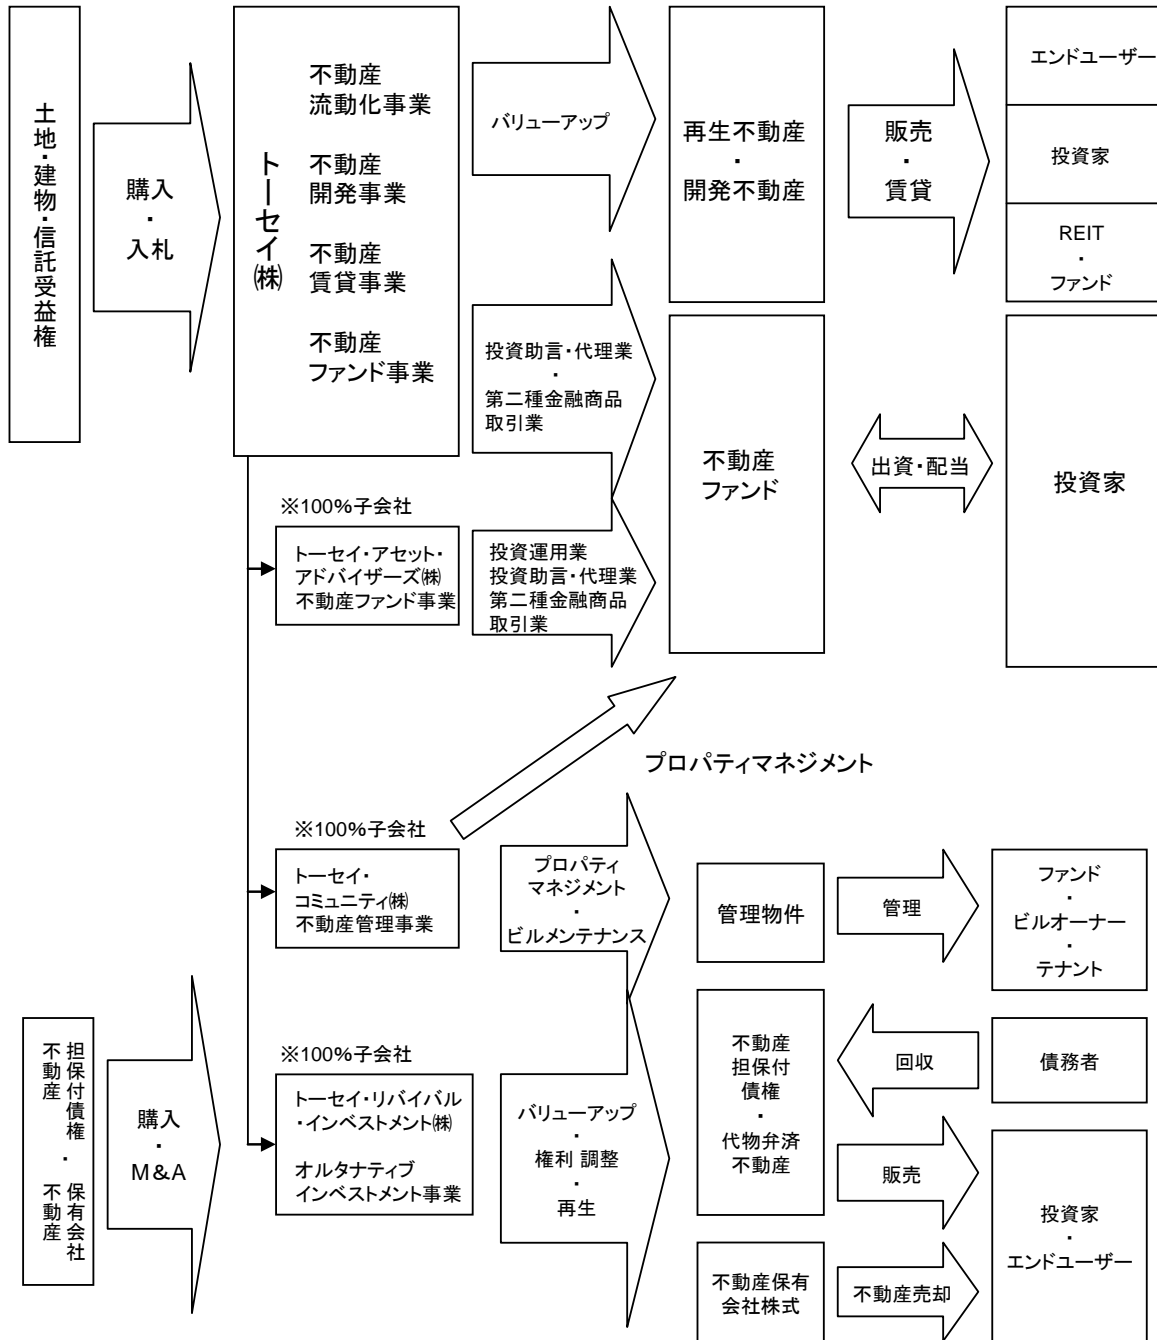 土地・建物・信託受益権
購入
・
入札
トーセイ㈱
不動産
流動化事業
不動産
開発事業
不動産
賃貸事業
不動産
ファンド事業
バリューアップ
再生不動産
・
開発不動産
販売
・
賃貸
エンドユーザー
投資家
REIT
・
ファンド
投資助言・代理業
・
第二種金融商品
取引業
不動産
ファンド
出資・配当
投資家
※100%子会社
トーセイ・アセット・
アドバイザーズ㈱
不動産ファンド事業
投資運用業
投資助言・代理業
第二種金融商品
取引業
プロパティマネジメント
※100%子会社
トーセイ・
コミュニティ㈱
不動産管理事業
プロパティ
マネジメント
・
ビルメンテナンス
管理物件
管理
ファンド
・
ビルオーナー
・
テナント
担保付債権・保有会社
不動産　不動産
購入
・
M&A
※100%子会社
トーセイ・リバイバル
・インベストメント㈱
オルタナティブ
インベストメント事業
バリューアップ
・
権利 調整
・
再生
不動産
担保付
債権
・
代物弁済
不動産
回収
債務者
販売
投資家
・
エンドユーザー
不動産保有
会社株式
不動産売却